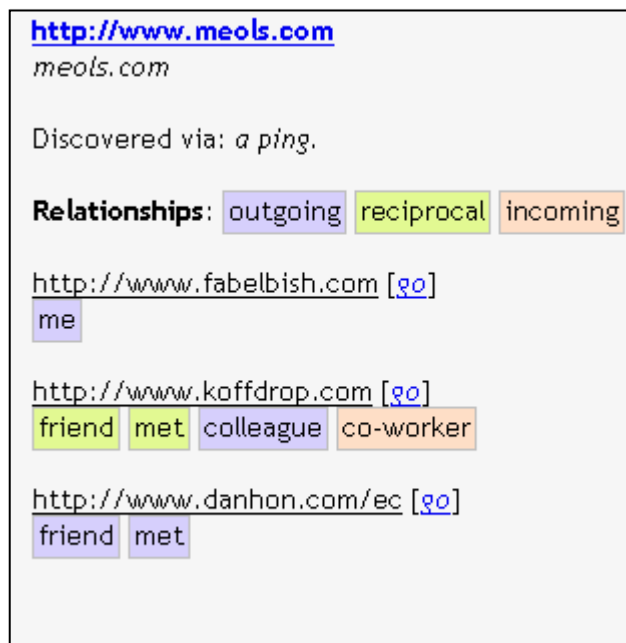 http://www.meols.com
meols.com
Discovered via: a ping.
Relationships: outgoing reciprocal incoming
http://www.fabelbish.com [go]
me
http://www.koffdrop.com [go]
friend met colleague co-worker
http://www.danhon.com/ec [go]
friend met